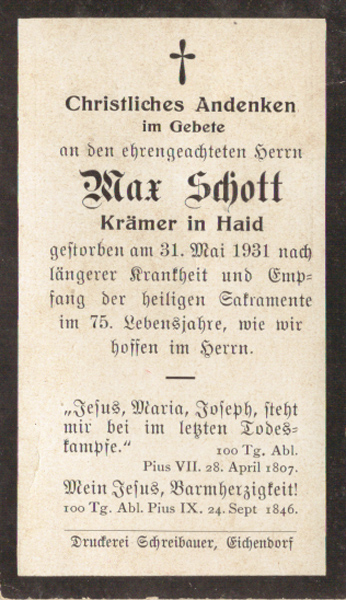 Christliches Andenken
im Gebete
an den ehrengeachteten Herrn
Max Schott
Krämer in Haid
gestorben am 31. Mai 1931 nach
längerer Krankheit und Emp-
fang der heiligen Sakramente
im 75. Lebensjahre, wie wir
hoffen im Herrn.
„Jesus, Maria, Joseph, steht
mir bei im letzten Todes-
kampfe.“ 100 Tg. Abl.
Pius VII. 28. April 1807.
Mein Jesus, Barmherzigkeit!
100 Tg. Abl. Pius IX. 24. Sept 1846.
Druckerei Schreibauer, Eichendorf